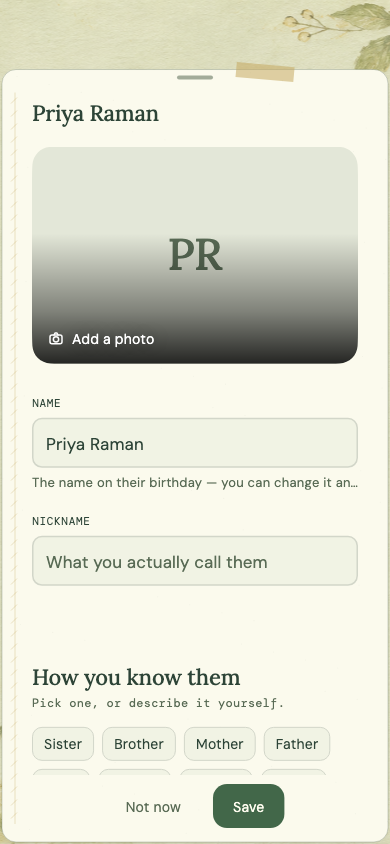 Priya Raman
PR
Add a photo
NAME
Priya Raman
The name on their birthday — you can change it an…
NICKNAME
What you actually call them
How you know them
Pick one, or describe it yourself.
Sister Brother Mother Father
Not now Save